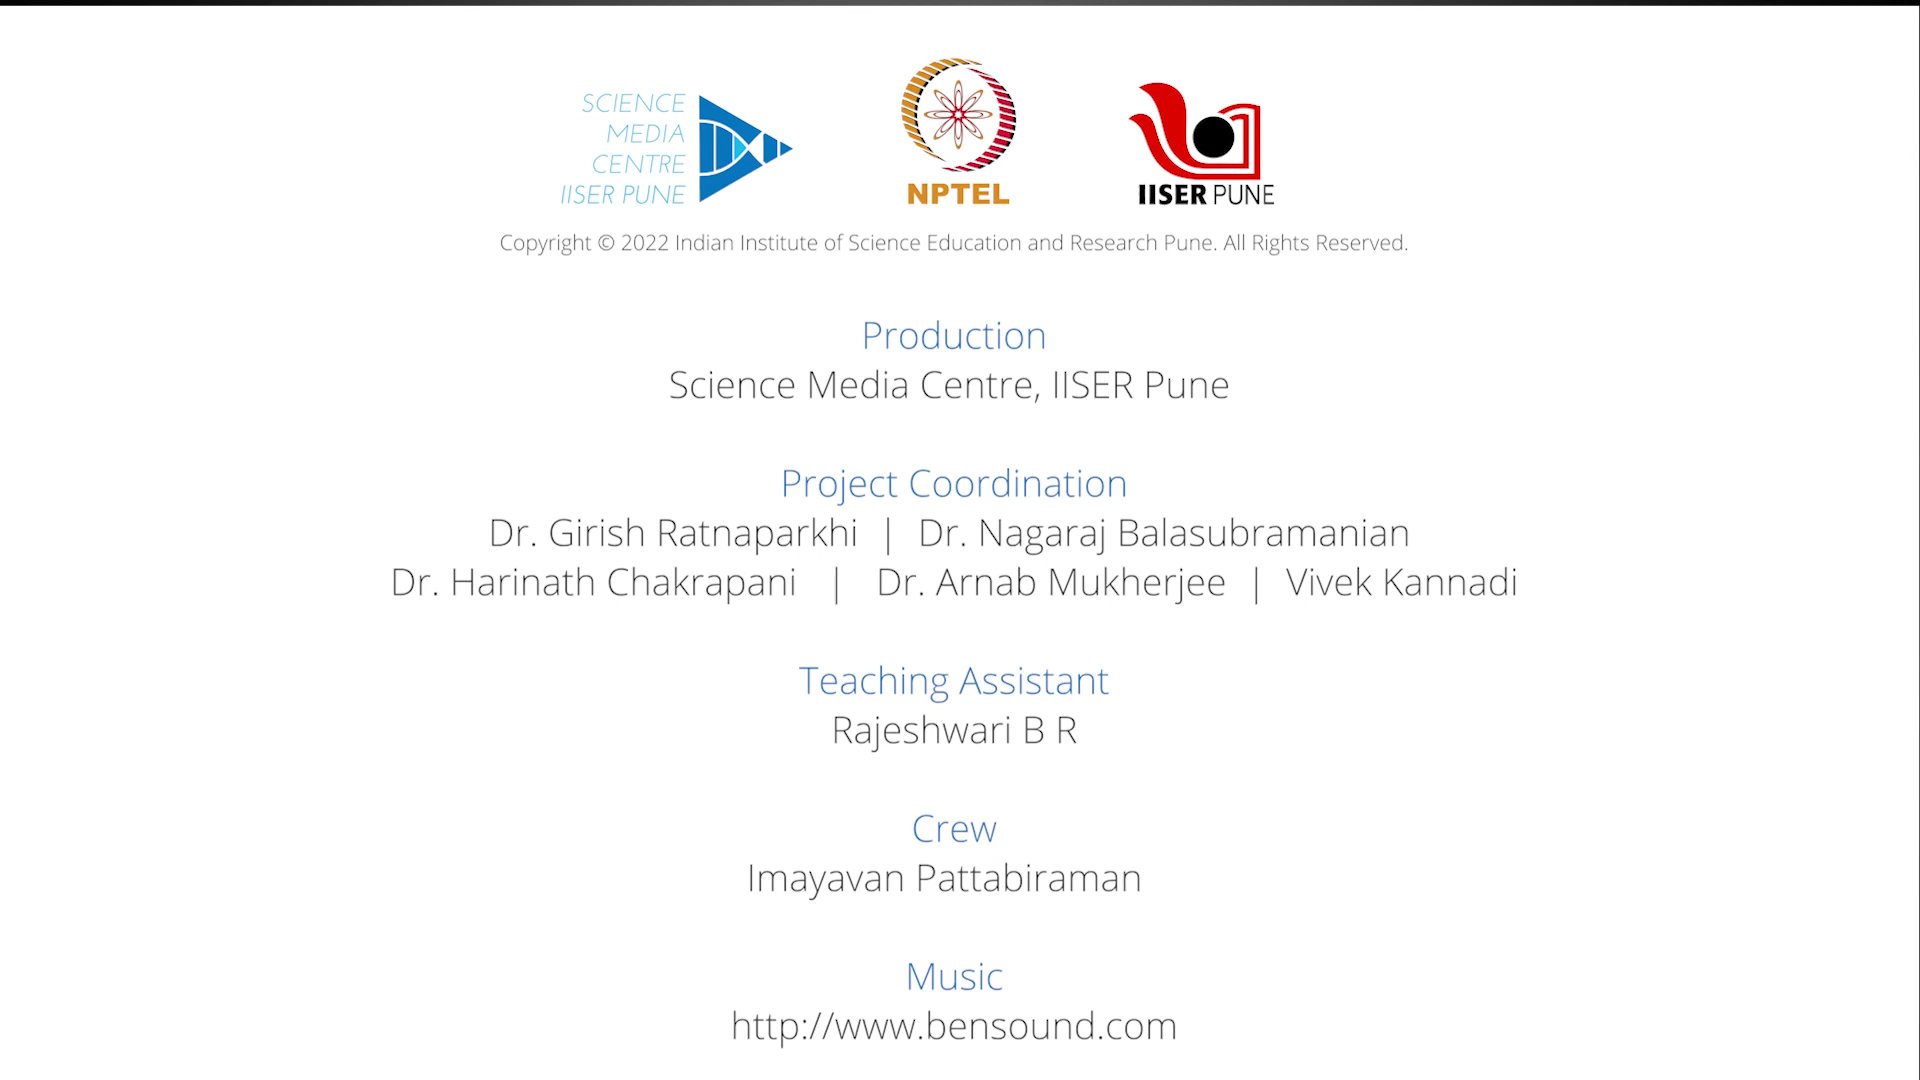 SCIENCE
MEDIA
CENTRE
IISER PUNE
NPTEL
IISER PUNE
Copyright © 2022 Indian Institute of Science Education and Research Pune. All Rights Reserved.
Production
Science Media Centre, IISER Pune
Project Coordination
Dr. Girish Ratnaparkhi | Dr. Nagaraj Balasubramanian
Dr. Harinath Chakrapani | Dr. Arnab Mukherjee | Vivek Kannadi
Teaching Assistant
Rajeshwari B R
Crew
Imayavan Pattabiraman
Music
http://www.bensound.com